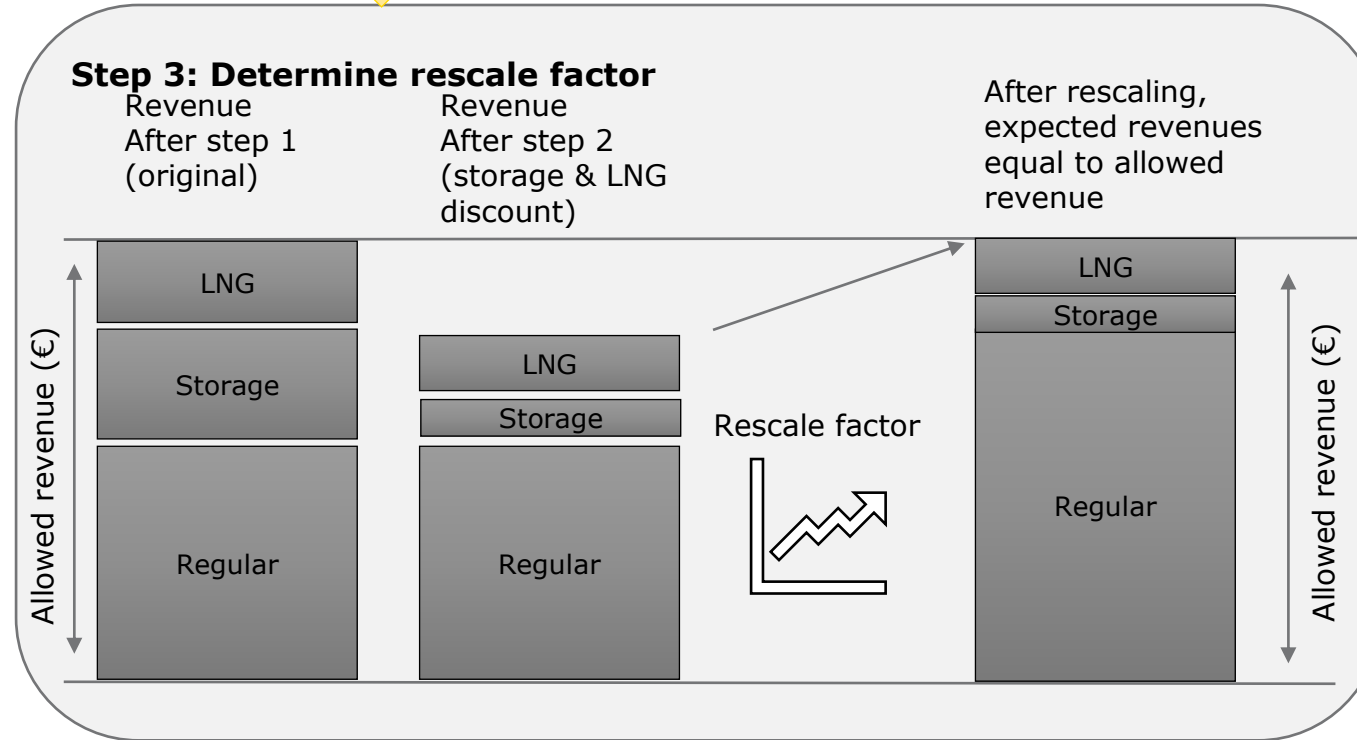 Step 3: Determine rescale factor
Revenue
After step 1
(original)
Revenue
After step 2
(storage & LNG
discount)
After rescaling,
expected revenues
equal to allowed
revenue
Allowed revenue (€)
LNG
Storage
Regular
LNG
Storage
Regular
Rescale factor
LNG
Storage
Regular
Allowed revenue (€)